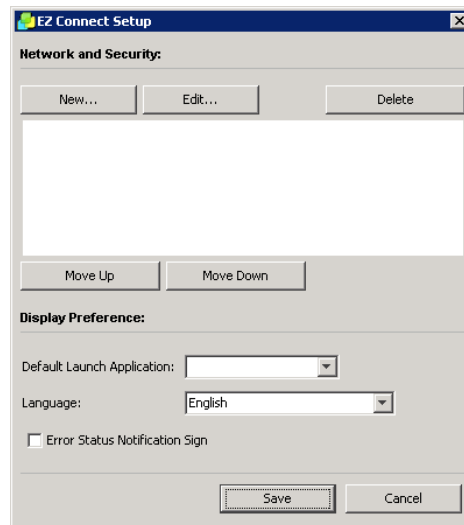 EZ Connect Setup
Network and Security:
New... Edit... Delete
Move Up Move Down
Display Preference:
Default Launch Application:
Language: English
Error Status Notification Sign
Save Cancel